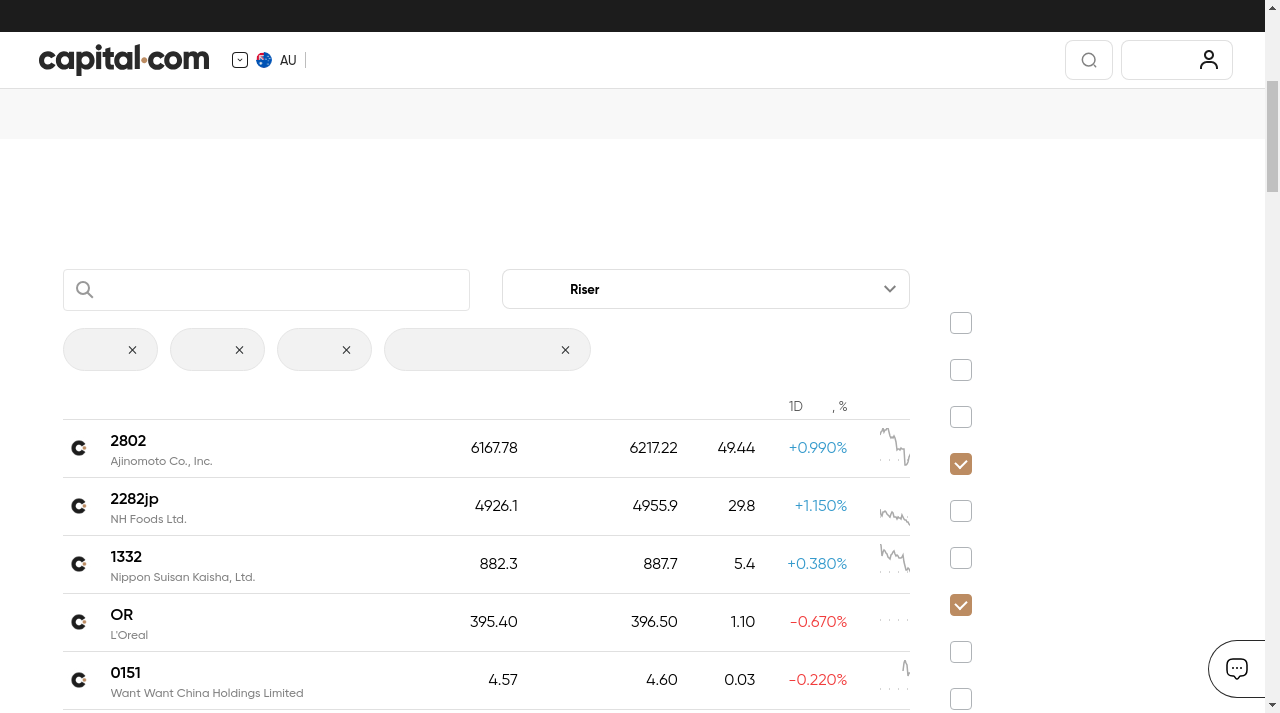 capital.com
AU
Riser
1D , %
2802 6167.78 6217.22 49.44 +0.990%
Ajinomoto Co., Inc.
2282jp 4926.1 4955.9 29.8 +1.150%
NH Foods Ltd.
1332 882.3 887.7 5.4 +0.380%
Nippon Suisan Kaisha, Ltd.
OR 395.40 396.50 1.10 -0.670%
L'Oreal
0151 4.57 4.60 0.03 -0.220%
Want Want China Holdings Limited